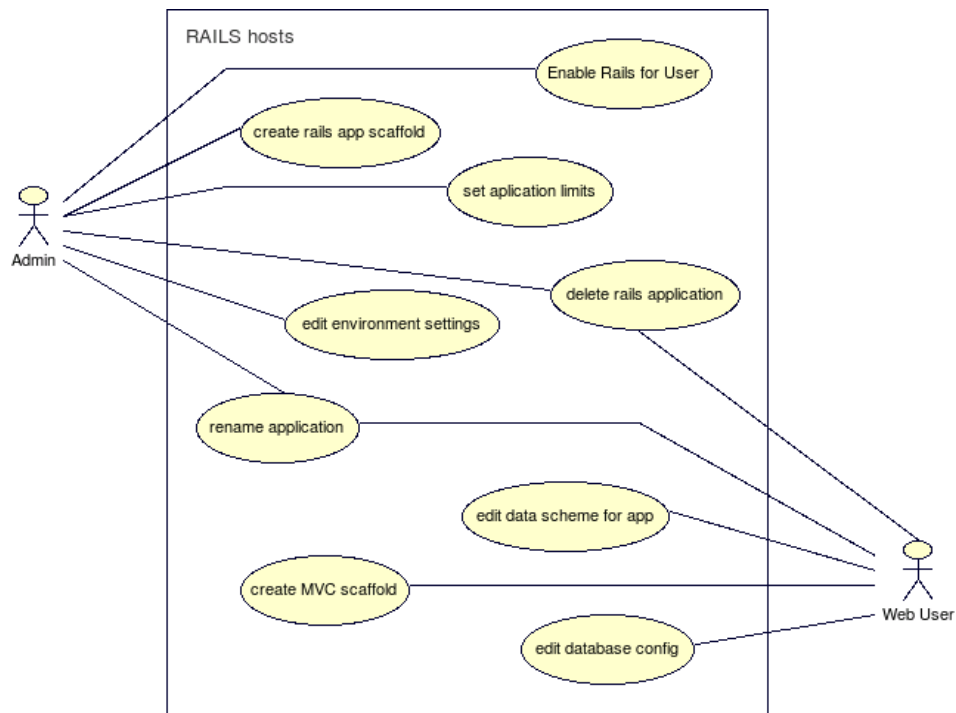 RAILS hosts
Enable Rails for User
create rails app scaffold
set aplication limits
Admin
delete rails application
edit environment settings
rename application
edit data scheme for app
create MVC scaffold
Web User
edit database config